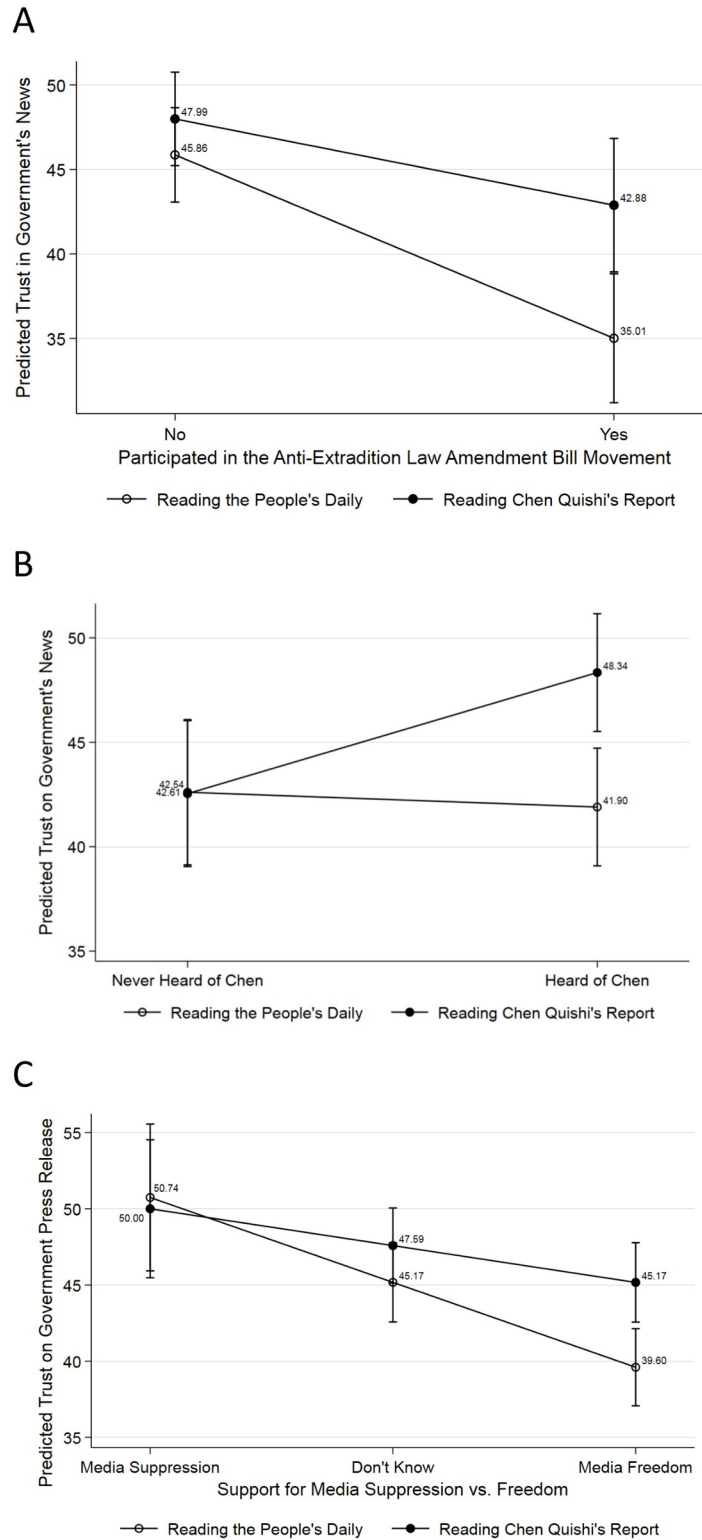 A
Predicted Trust in Government's News
50
47.99
45.86
45
42.88
40
35.01
35
No
Yes
Participated in the Anti-Extradition Law Amendment Bill Movement
Reading the People's Daily
Reading Chen Quishi's Report
B
Predicted Trust on Government's News
50
48.34
45
42.54
42.61
41.90
40
35
Never Heard of Chen
Heard of Chen
Reading the People's Daily
Reading Chen Quishi's Report
C
Predicted Trust on Government Press Release
55
50.74
50
50.00
47.59
45.17
45.17
45
39.60
40
35
Media Suppression
Don't Know
Media Freedom
Support for Media Suppression vs. Freedom
Reading the People's Daily
Reading Chen Quishi's Report